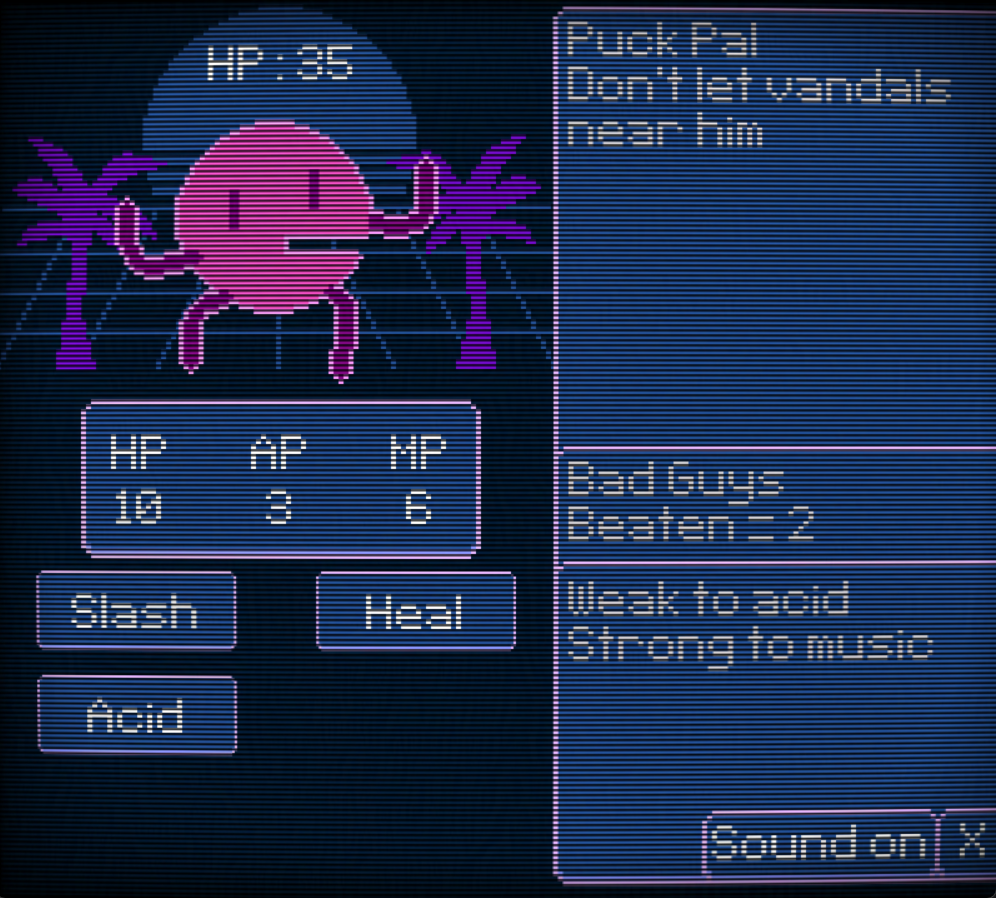 HP:35
HP AP MP
10 3 6
Slash Heal
Acid
Puck Pal
Don't let vandals
near him
Bad Guys
Beaten = 2
Weak to acid
Strong to music
Sound on X